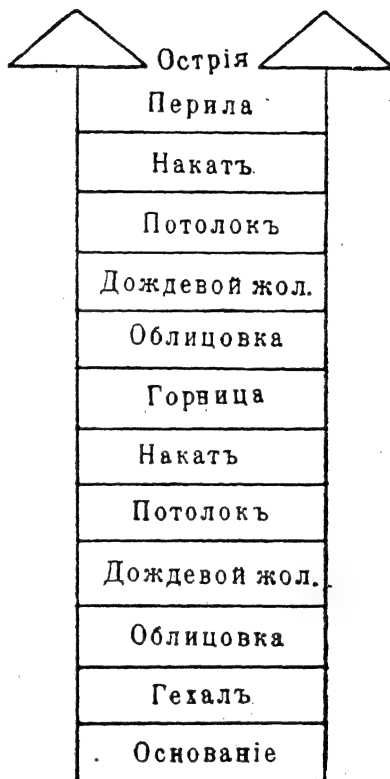 Острія
Перила
Накатъ
Потолокъ
Дождевой жол.
Облицовка
Горница
Накатъ
Потолокъ
Дождевой жол.
Облицовка
Гехалъ
Основаніе